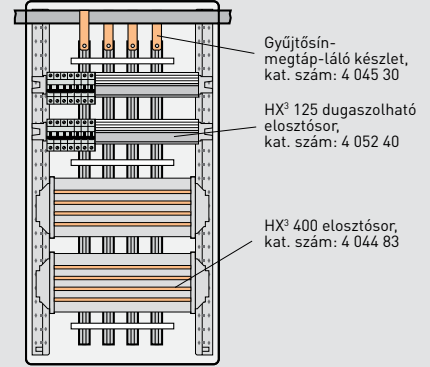 Gyűjtősín-
megtáp-láló készlet,
kat. szám: 4 045 30
HX³ 125 dugaszolható
elosztósor,
kat. szám: 4 052 40
HX³ 400 elosztósor,
kat. szám: 4 044 83